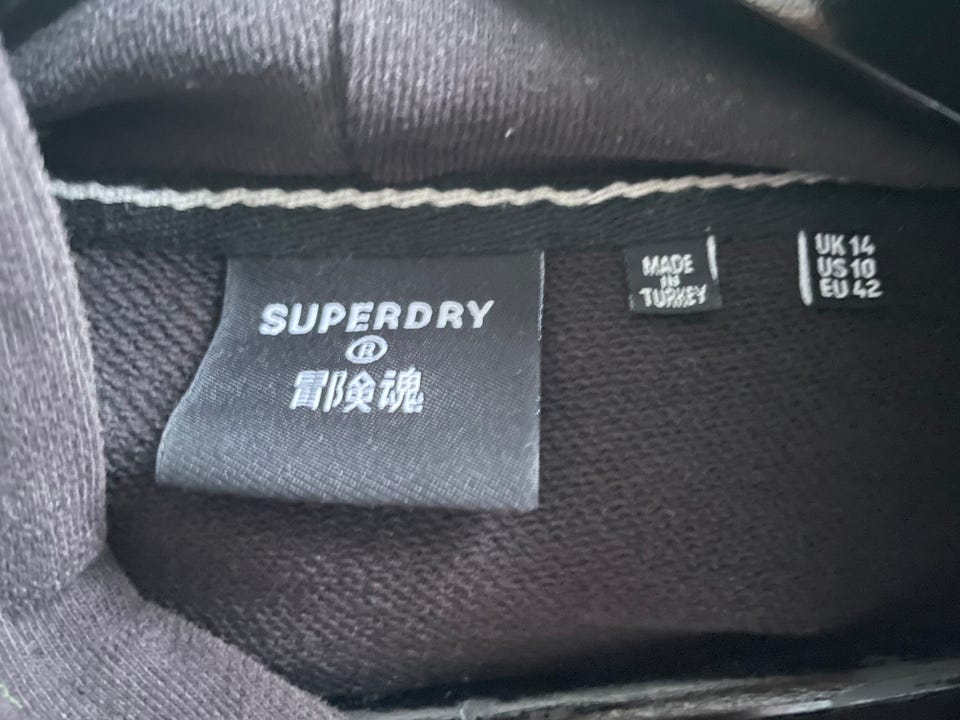 SUPERDRY
®
冒険魂
MADE
IN
TURKEY
UK 14
US 10
EU 42